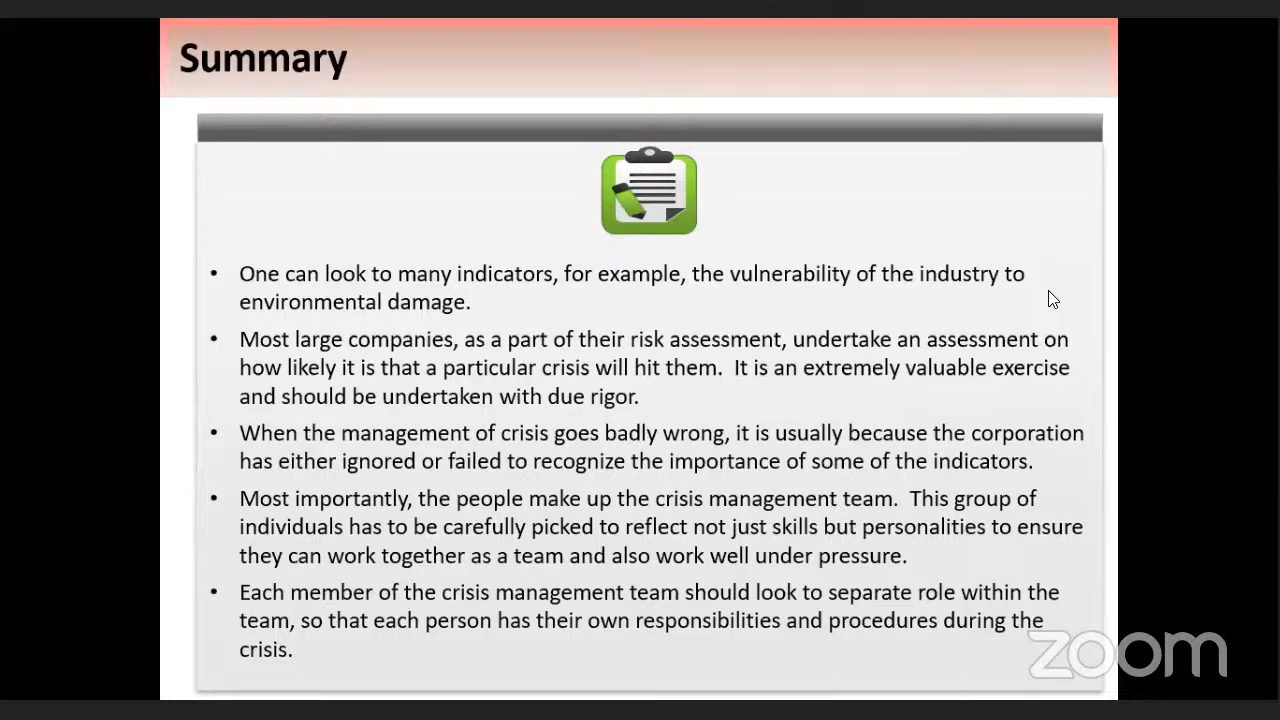 Summary
• One can look to many indicators, for example, the vulnerability of the industry to
environmental damage.
• Most large companies, as a part of their risk assessment, undertake an assessment on
how likely it is that a particular crisis will hit them.  It is an extremely valuable exercise
and should be undertaken with due rigor.
• When the management of crisis goes badly wrong, it is usually because the corporation
has either ignored or failed to recognize the importance of some of the indicators.
• Most importantly, the people make up the crisis management team.  This group of
individuals has to be carefully picked to reflect not just skills but personalities to ensure
they can work together as a team and also work well under pressure.
• Each member of the crisis management team should look to separate role within the
team, so that each person has their own responsibilities and procedures during the
crisis.
zoom